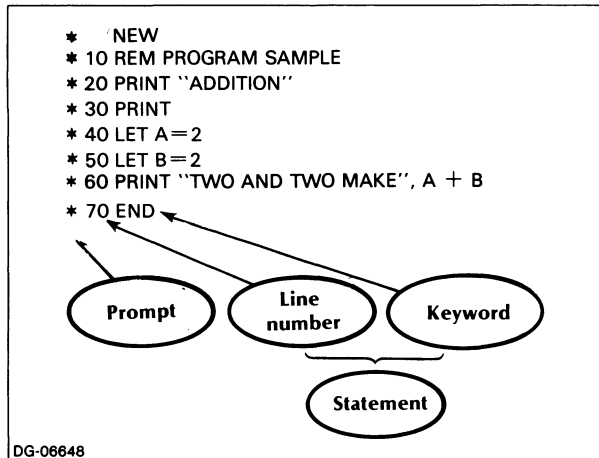 * NEW
* 10 REM PROGRAM SAMPLE
* 20 PRINT "ADDITION"
* 30 PRINT
* 40 LET A=2
* 50 LET B=2
* 60 PRINT "TWO AND TWO MAKE", A + B
* 70 END
Prompt
Line
number
Keyword
Statement
DG-06648